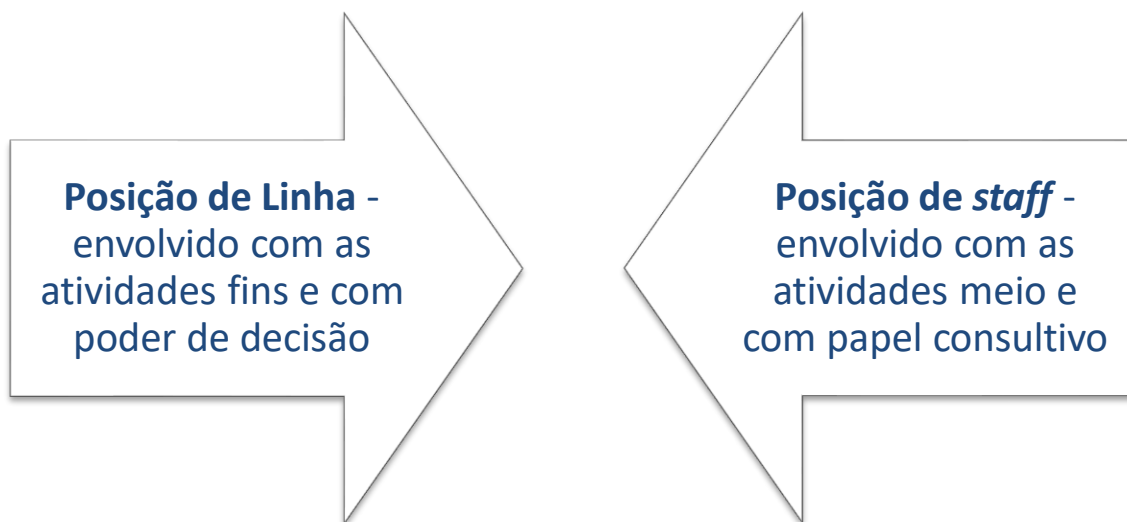 Posição de Linha -
envolvido com as
atividades fins e com
poder de decisão
Posição de staff -
envolvido com as
atividades meio e
com papel consultivo